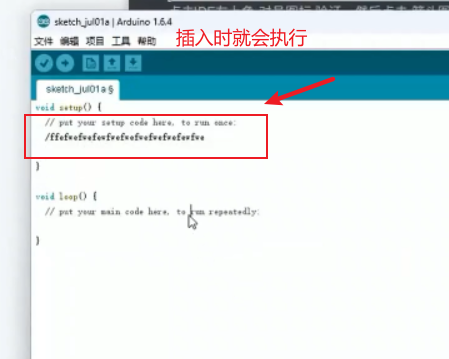 sketch_jul01a | Arduino 1.6.4
文件 编辑 项目 工具 帮助
插入时就会执行
sketch_jul01a §
void setup() {
// put your setup code here, to run once:
}
void loop() {
// put your main code here, to run repeatedly:
}